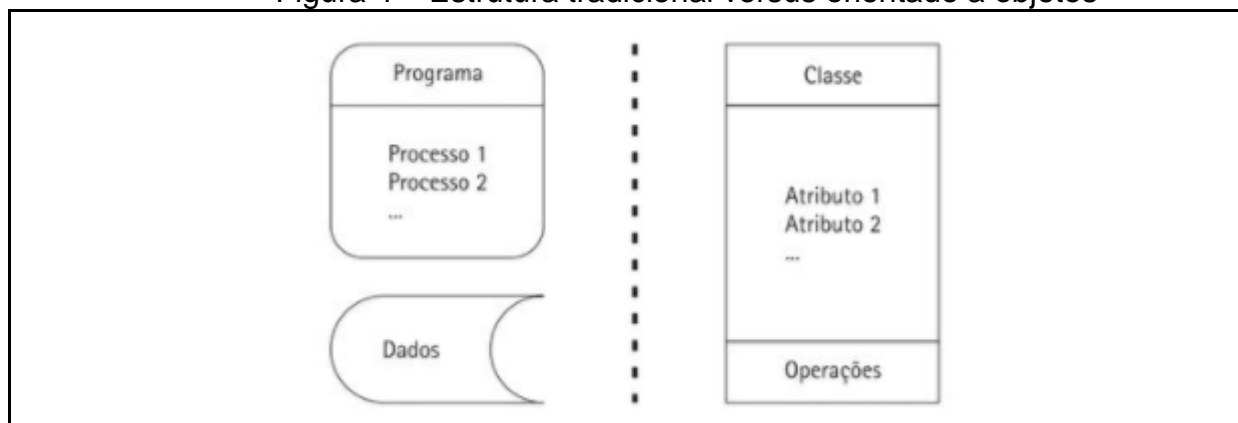 Programa
Processo 1
Processo 2
...
Dados
Classe
Atributo 1
Atributo 2
...
Operações